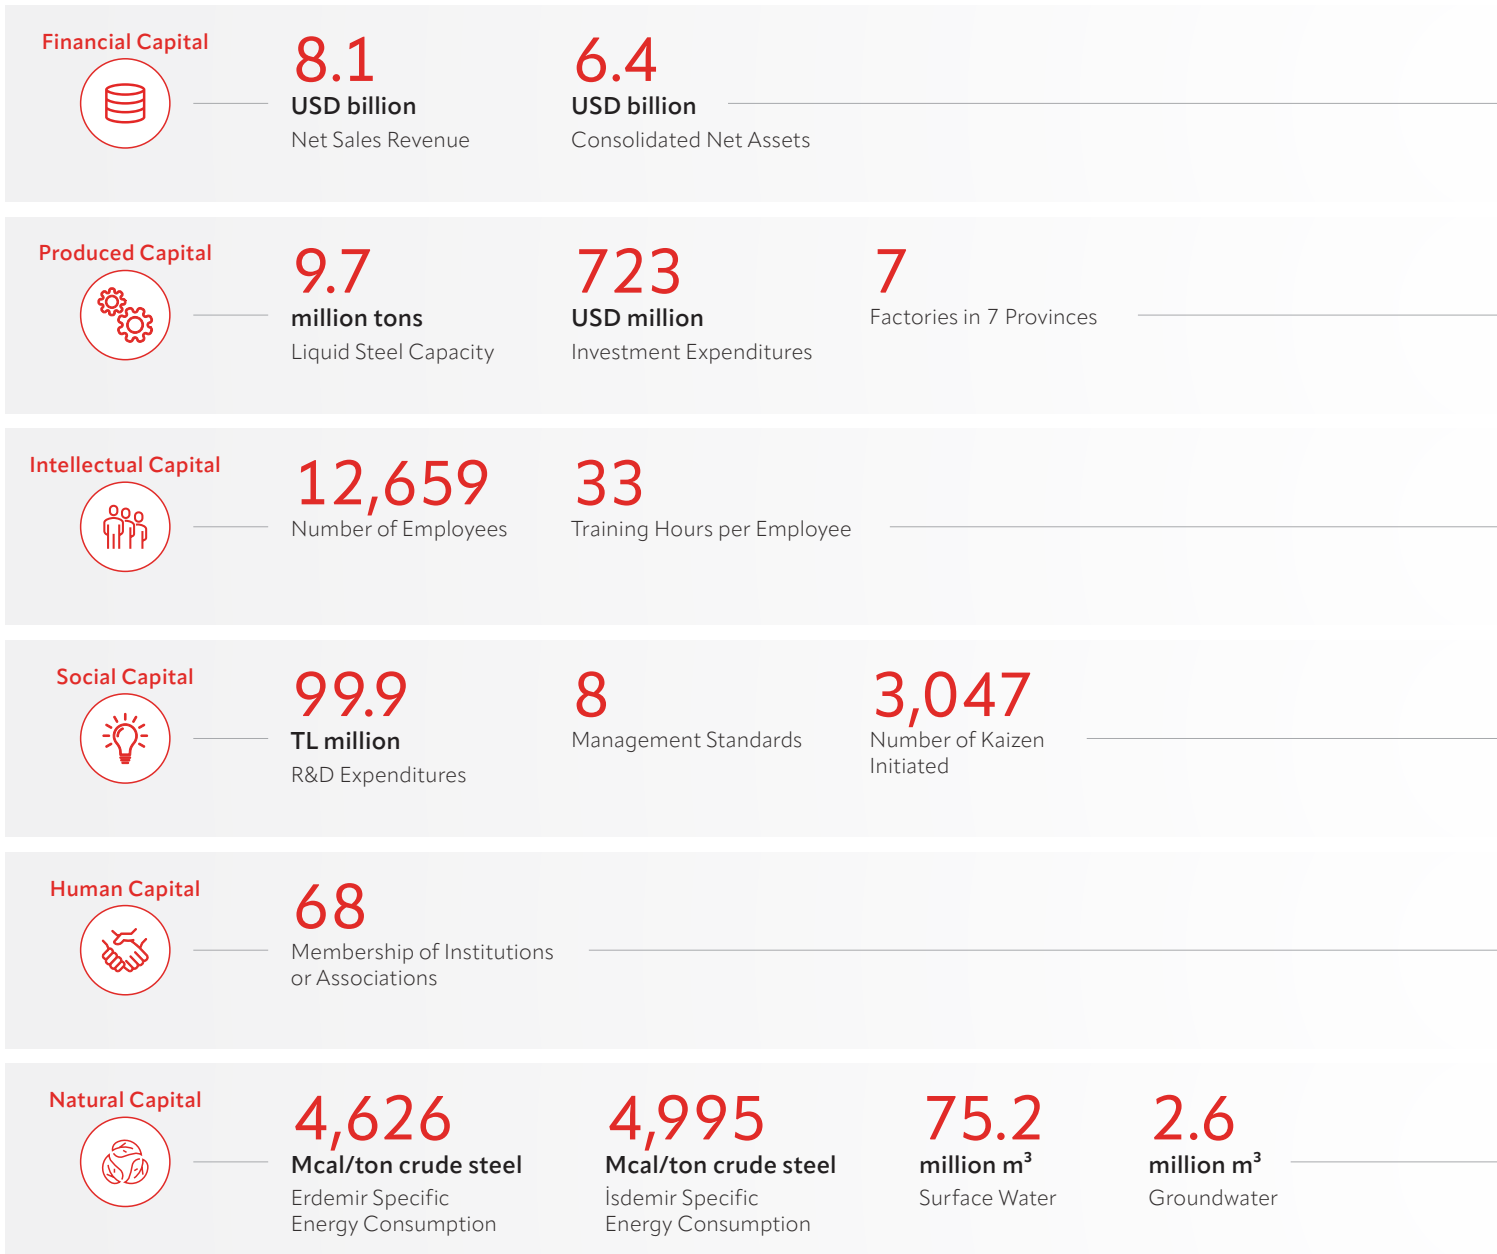 Financial Capital
8.1
USD billion
Net Sales Revenue
6.4
USD billion
Consolidated Net Assets
Produced Capital
9.7
million tons
Liquid Steel Capacity
723
USD million
Investment Expenditures
7
Factories in 7 Provinces
Intellectual Capital
12,659
Number of Employees
33
Training Hours per Employee
Social Capital
99.9
TL million
R&D Expenditures
8
Management Standards
3,047
Number of Kaizen
Initiated
Human Capital
68
Membership of Institutions
or Associations
Natural Capital
4,626
Mcal/ton crude steel
Erdemir Specific
Energy Consumption
4,995
Mcal/ton crude steel
İsdemir Specific
Energy Consumption
75.2
million m³
Surface Water
2.6
million m³
Groundwater